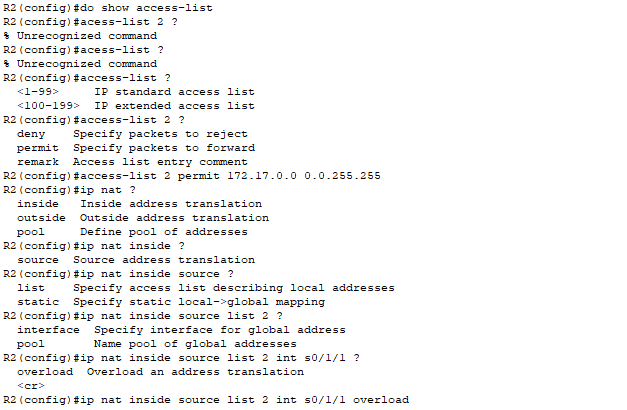 R2(config)#do show access-list
R2(config)#acess-list 2 ?
% Unrecognized command
R2(config)#acess-list ?
% Unrecognized command
R2(config)#access-list ?
  <1-99>     IP standard access list
  <100-199>  IP extended access list
R2(config)#access-list 2 ?
  deny    Specify packets to reject
  permit  Specify packets to forward
  remark  Access list entry comment
R2(config)#access-list 2 permit 172.17.0.0 0.0.255.255
R2(config)#ip nat ?
  inside   Inside address translation
  outside  Outside address translation
  pool     Define pool of addresses
R2(config)#ip nat inside ?
  source  Source address translation
R2(config)#ip nat inside source ?
  list    Specify access list describing local addresses
  static  Specify static local->global mapping
R2(config)#ip nat inside source list 2 ?
  interface  Specify interface for global address
  pool       Name pool of global addresses
R2(config)#ip nat inside source list 2 int s0/1/1 ?
  overload  Overload an address translation
  <cr>
R2(config)#ip nat inside source list 2 int s0/1/1 overload